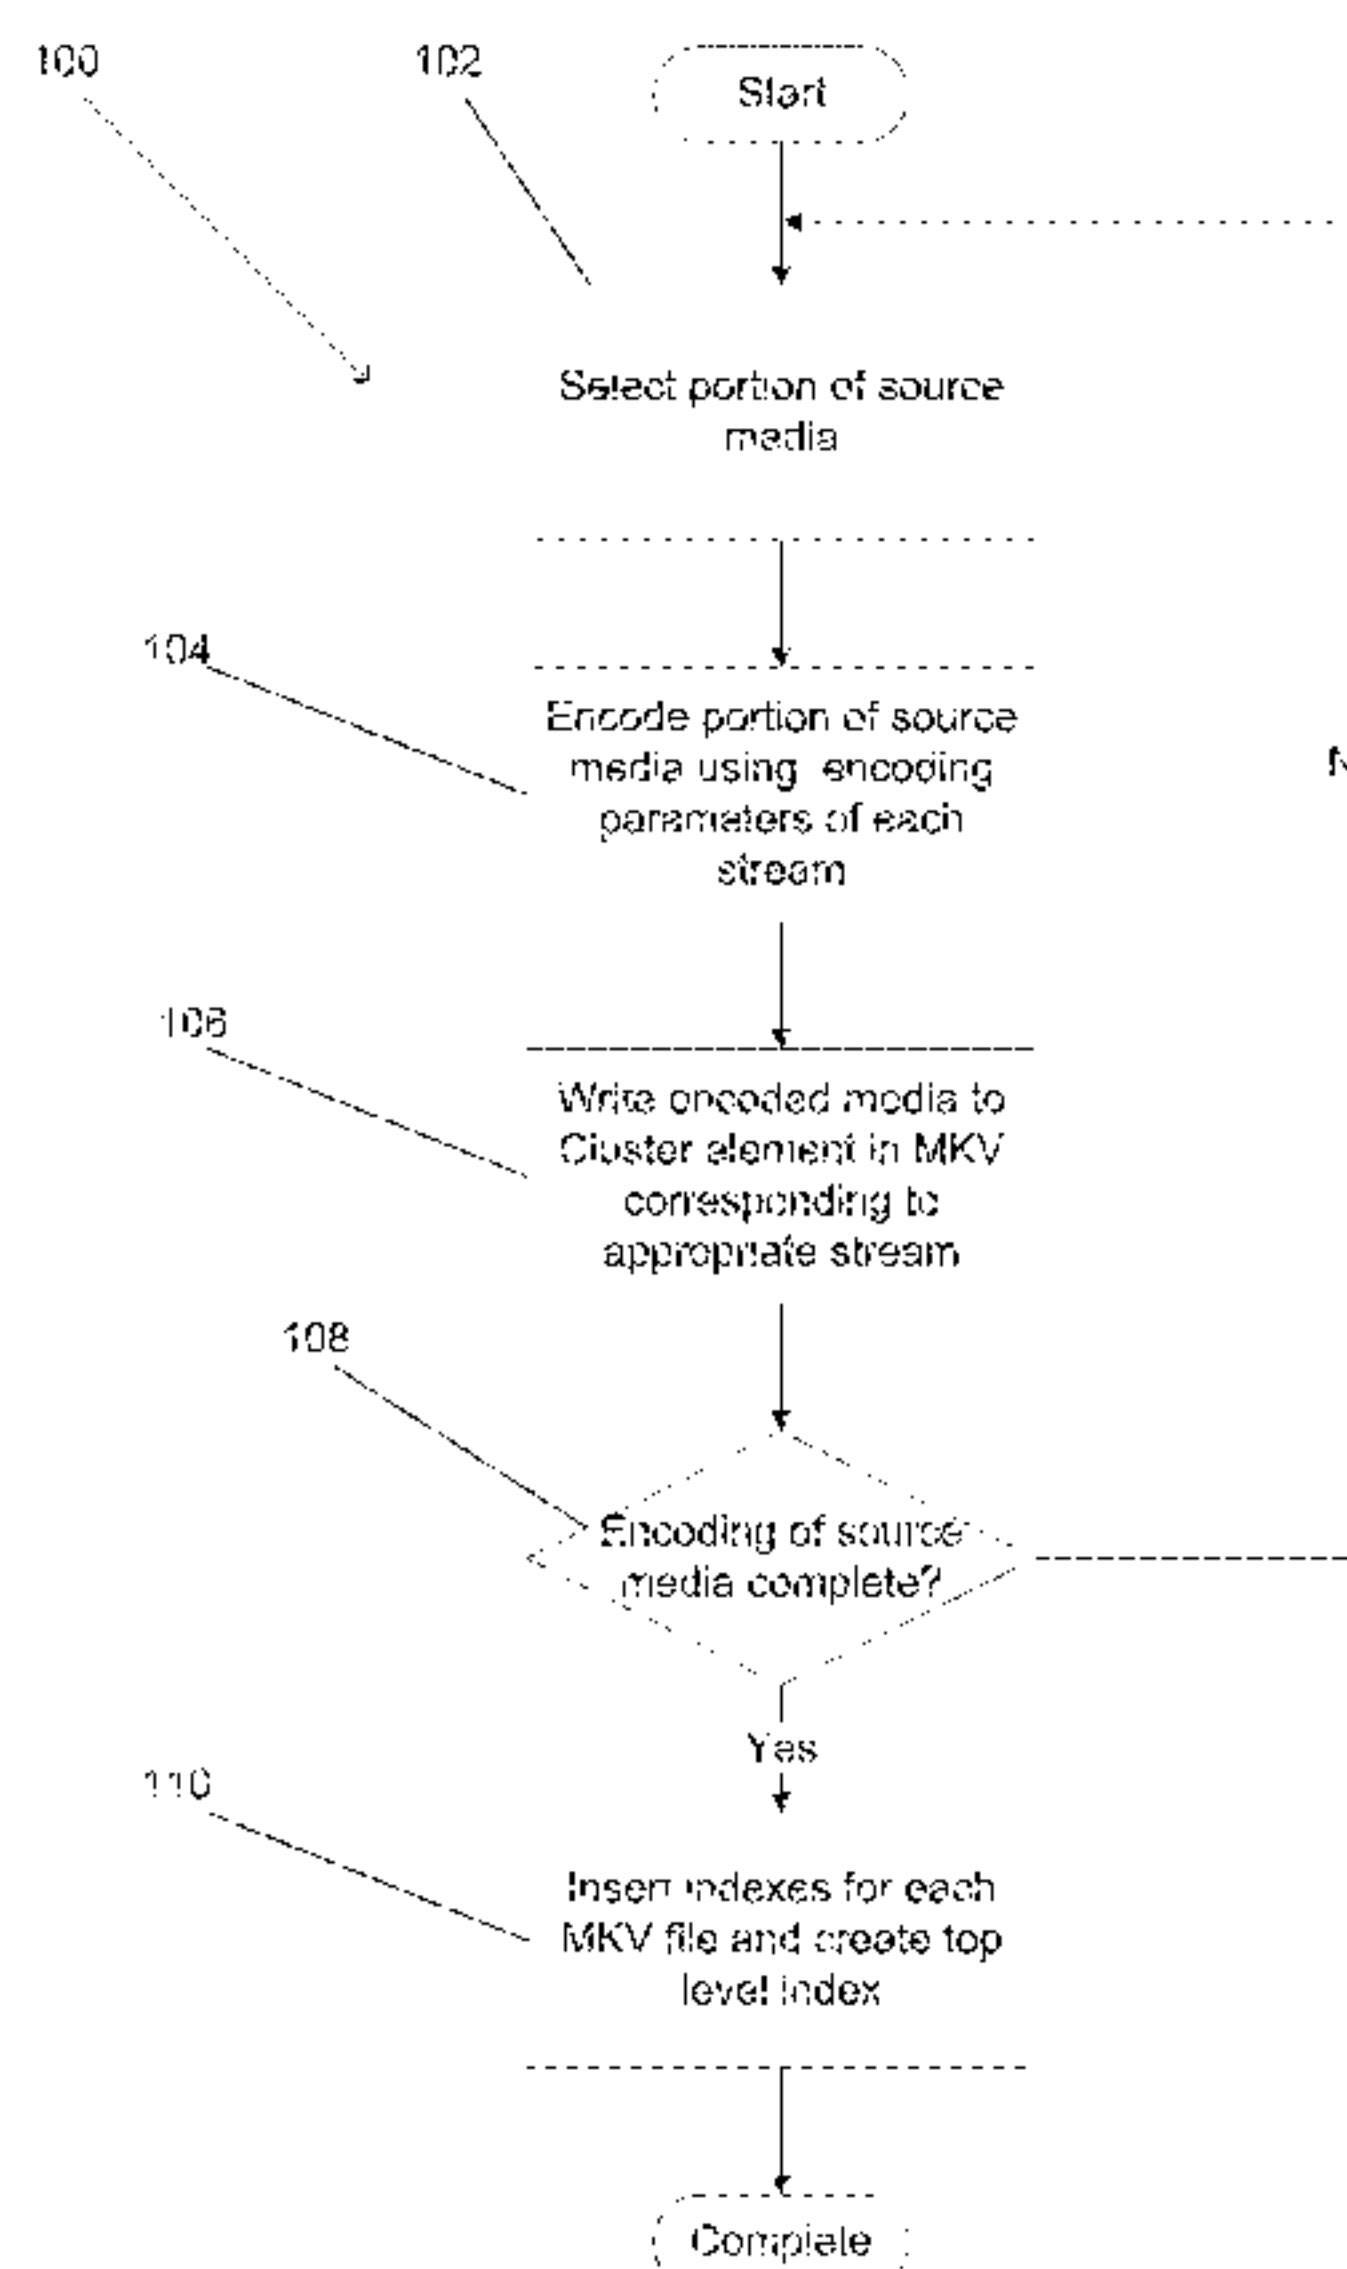 100
102
Start
Select portion of source
media
104
Encode portion of source
media using encoding
parameters of each
stream
106
Write encoded media to
Cluster element in MKV
corresponding to
appropriate stream
108
Encoding of source
media complete?
Yes
110
Insert indexes for each
MKV file and create top
level index
Complete